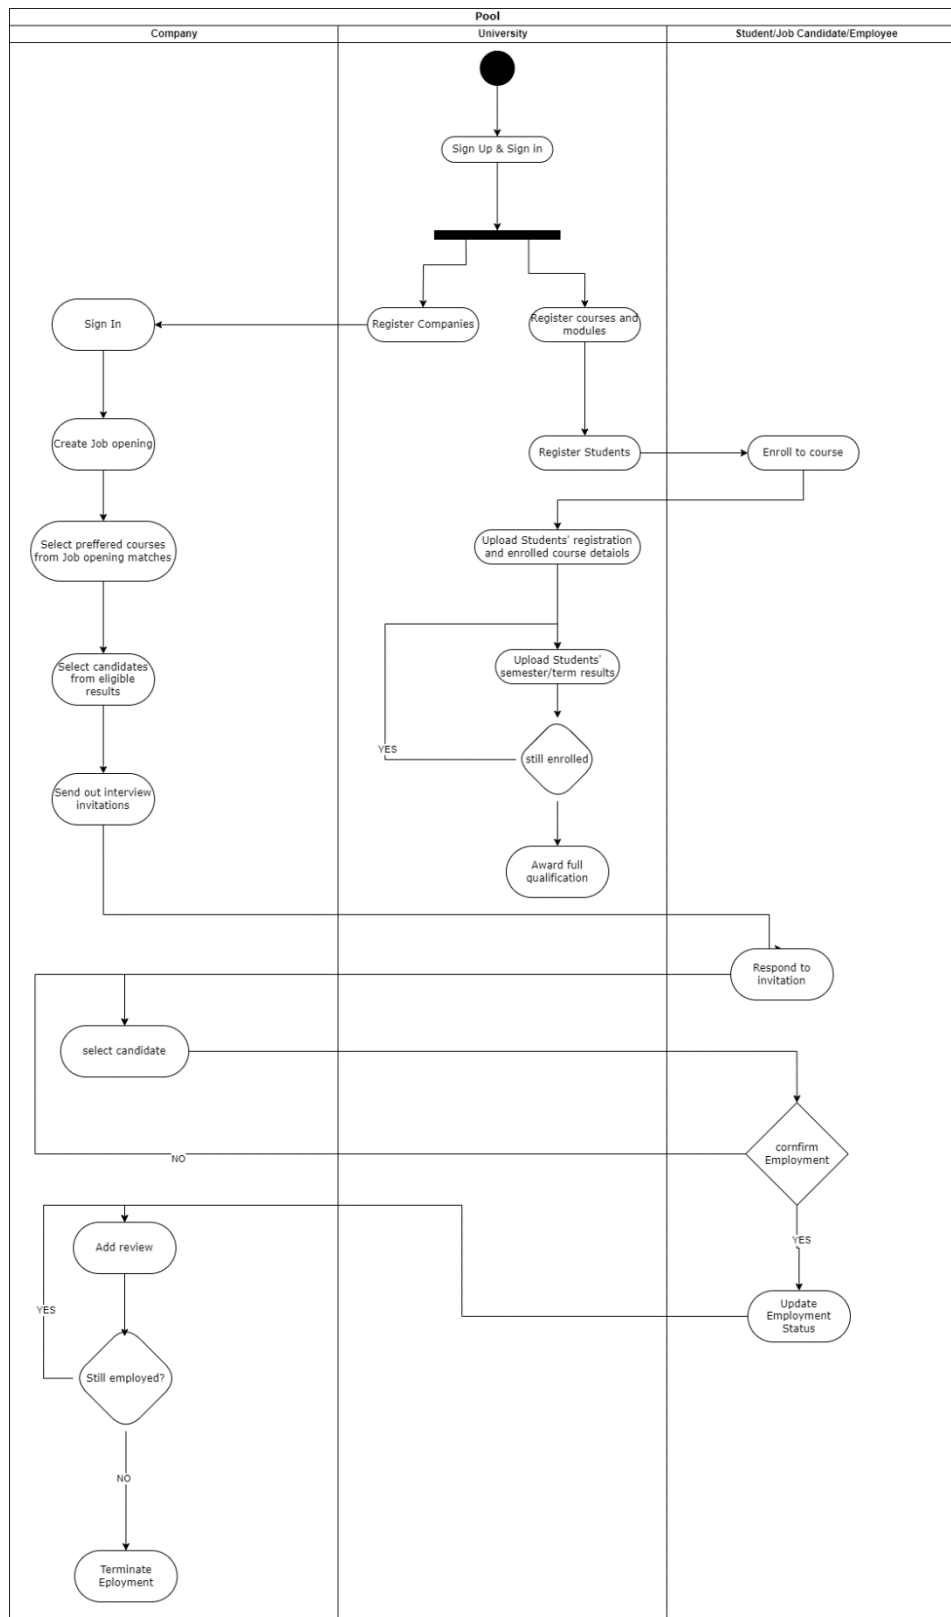 Pool
Company
University
Student/Job Candidate/Employee
Sign Up & Sign in
Sign In
Register Companies
Register courses and
modules
Create Job opening
Register Students
Enroll to course
Select preffered courses
from Job opening matches
Upload Students' registration
and enrolled course detaiols
Select candidates
from eligible
results
Upload Students'
semester/term results
YES
still enrolled
Send out interview
invitations
Award full
qualification
Respond to
invitation
select candidate
cornfirm
Employment
NO
YES
Add review
Update
Employment
Status
YES
Still employed?
NO
Terminate
Eployment